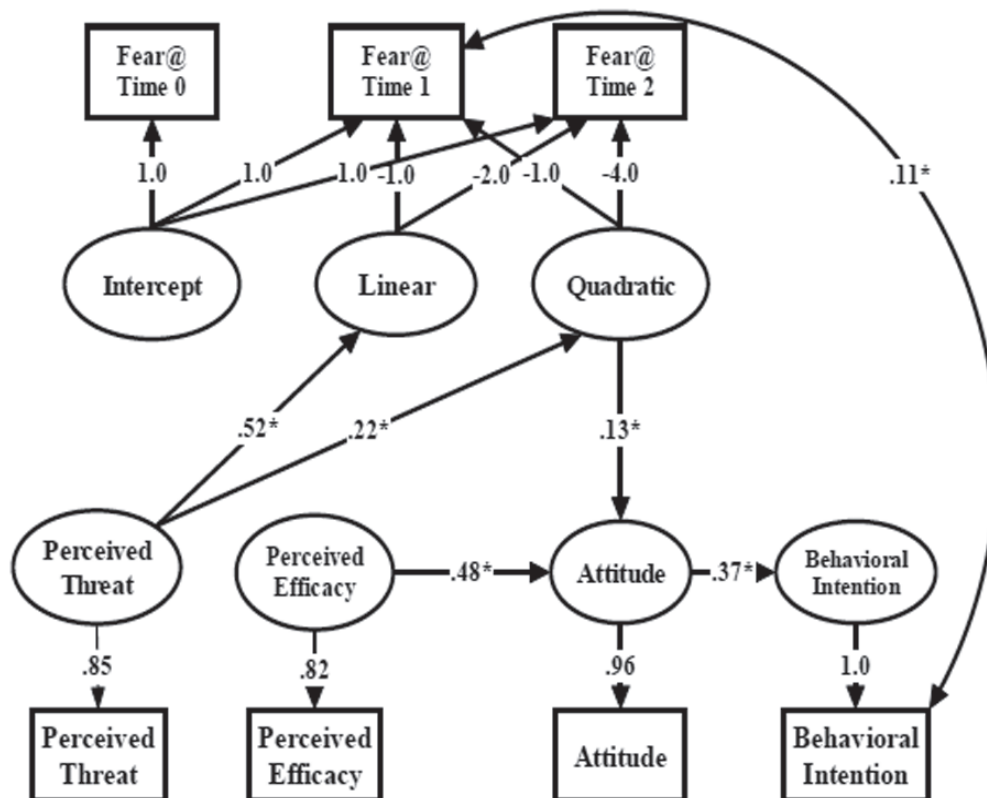 Fear@
Time 0
Fear@
Time 1
Fear@
Time 2
1.0
1.0
1.0
-1.0
-2.0
-1.0
-4.0
.11*
Intercept
Linear
Quadratic
.52*
.22*
.13*
Perceived
Threat
Perceived
Efficacy
.48*
Attitude
.37*
Behavioral
Intention
.85
.82
.96
1.0
Perceived
Threat
Perceived
Efficacy
Attitude
Behavioral
Intention